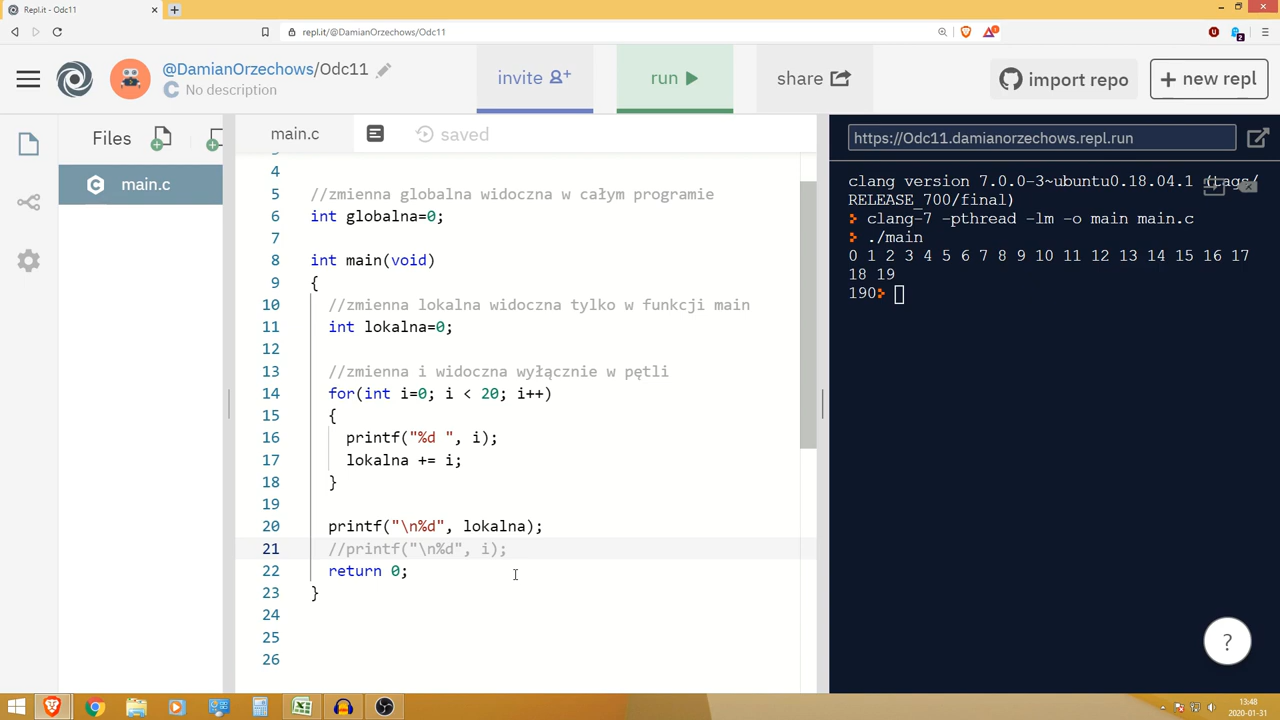 Repl.it - Odc11
repl.it/@DamianOrzechows/Odc11
@DamianOrzechows/Odc11
No description
invite
run
share
import repo
+ new repl
Files
main.c
saved
main.c
https://Odc11.damianorzechows.repl.run
4
5 //zmienna globalna widoczna w całym programie
6 int globalna=0;
7
8 int main(void)
9 {
10 //zmienna lokalna widoczna tylko w funkcji main
11 int lokalna=0;
12
13 //zmienna i widoczna wyłącznie w pętli
14 for(int i=0; i < 20; i++)
15 {
16 printf("%d ", i);
17 lokalna += i;
18 }
19
20 printf("\n%d", lokalna);
21 //printf("\n%d", i);
22 return 0;
23 }
24
25
26
clang version 7.0.0-3~ubuntu0.18.04.1 (tags/
RELEASE_700/final)
clang-7 -pthread -lm -o main main.c
./main
0 1 2 3 4 5 6 7 8 9 10 11 12 13 14 15 16 17
18 19
190
?
13:48
2020-01-31